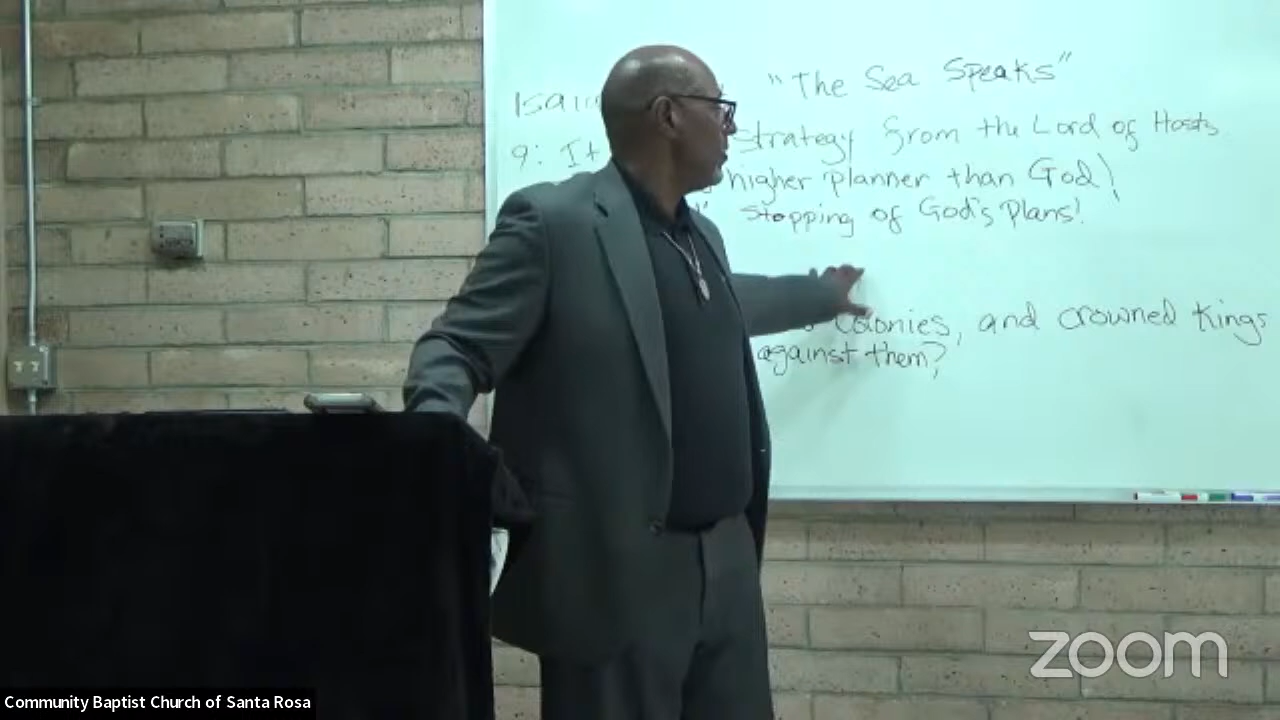 "The Sea Speaks"
9: It strategy from the Lord of Hosts
higher planner than God)
stopping of God's plans!
colonies, and crowned Kings
against them?
zoom
Community Baptist Church of Santa Rosa